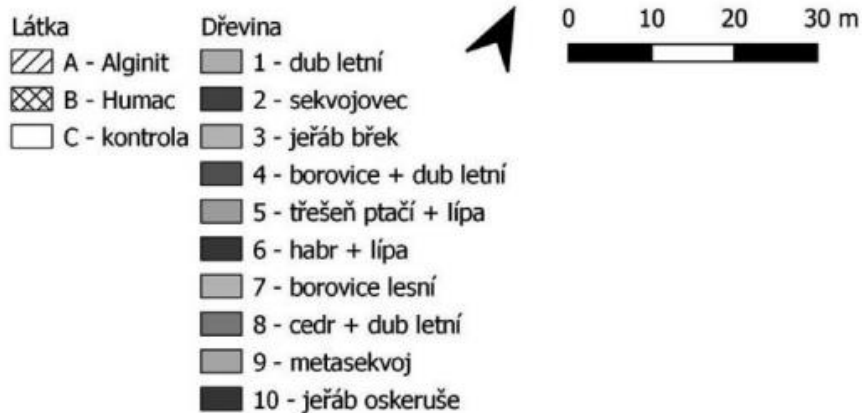 Látka
A - Alginit
B - Humac
C - kontrola
Dřevina
1 - dub letní
2 - sekvojovec
3 - jeřáb břek
4 - borovice + dub letní
5 - třešeň ptačí + lípa
6 - habr + lípa
7 - borovice lesní
8 - cedr + dub letní
9 - metasekvoj
10 - jeřáb oskeruše
0 10 20 30 m